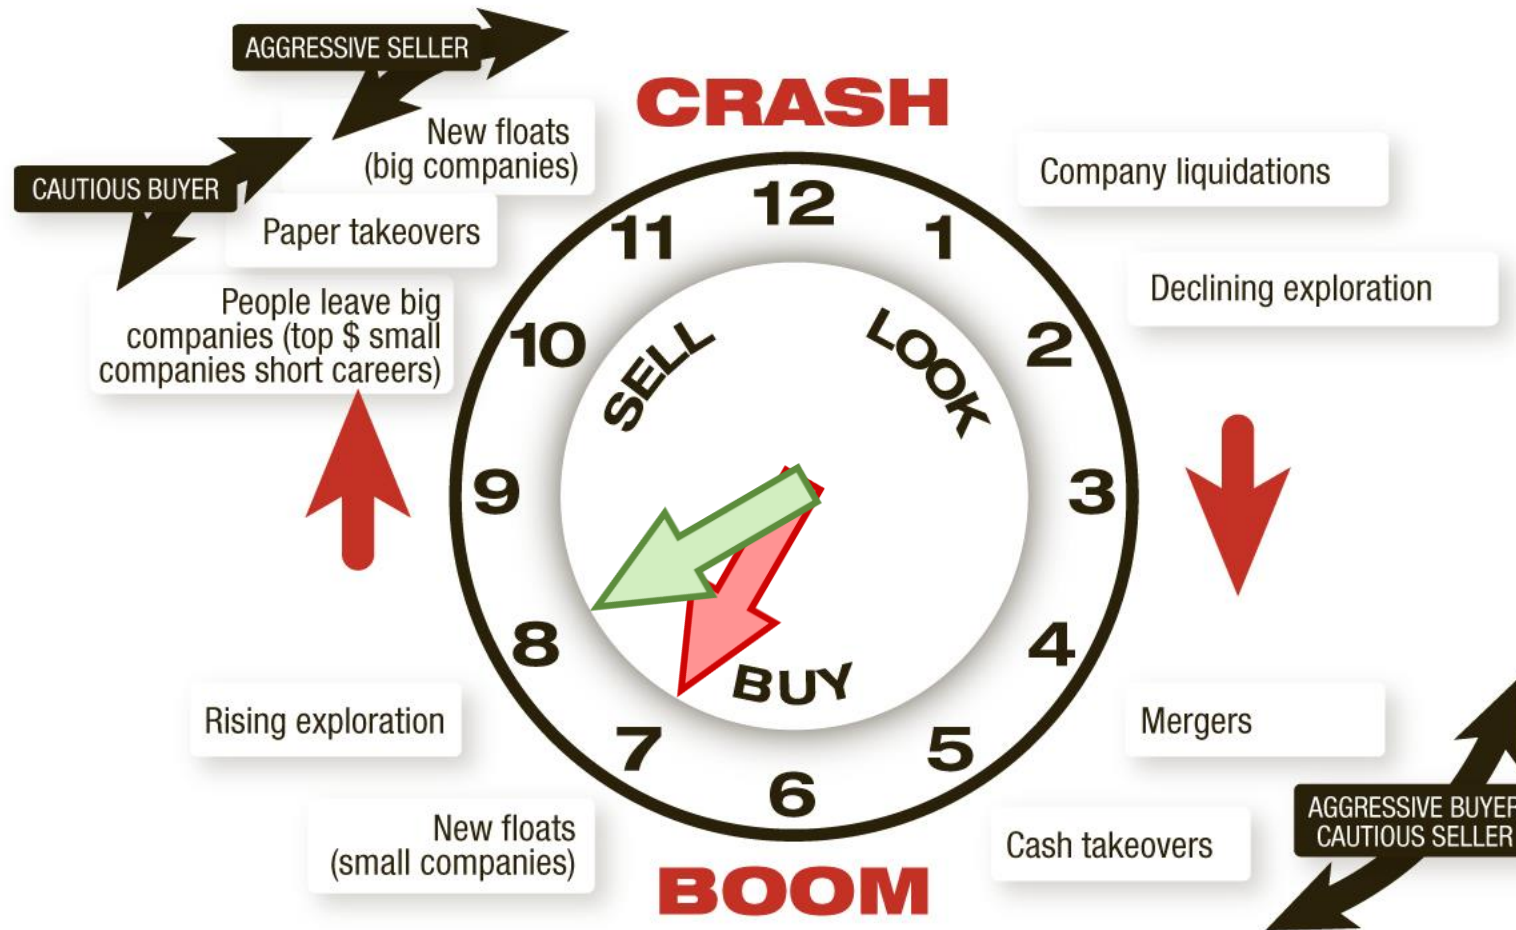 AGGRESSIVE SELLER
CRASH
New floats
(big companies)
Company liquidations
CAUTIOUS BUYER
Paper takeovers
Declining exploration
People leave big
companies (top $ small
companies short careers)
12
1
2
3
4
5
6
7
8
9
10
11
SELL
LOOK
BUY
Rising exploration
Mergers
New floats
(small companies)
Cash takeovers
AGGRESSIVE BUYER
CAUTIOUS SELLER
BOOM